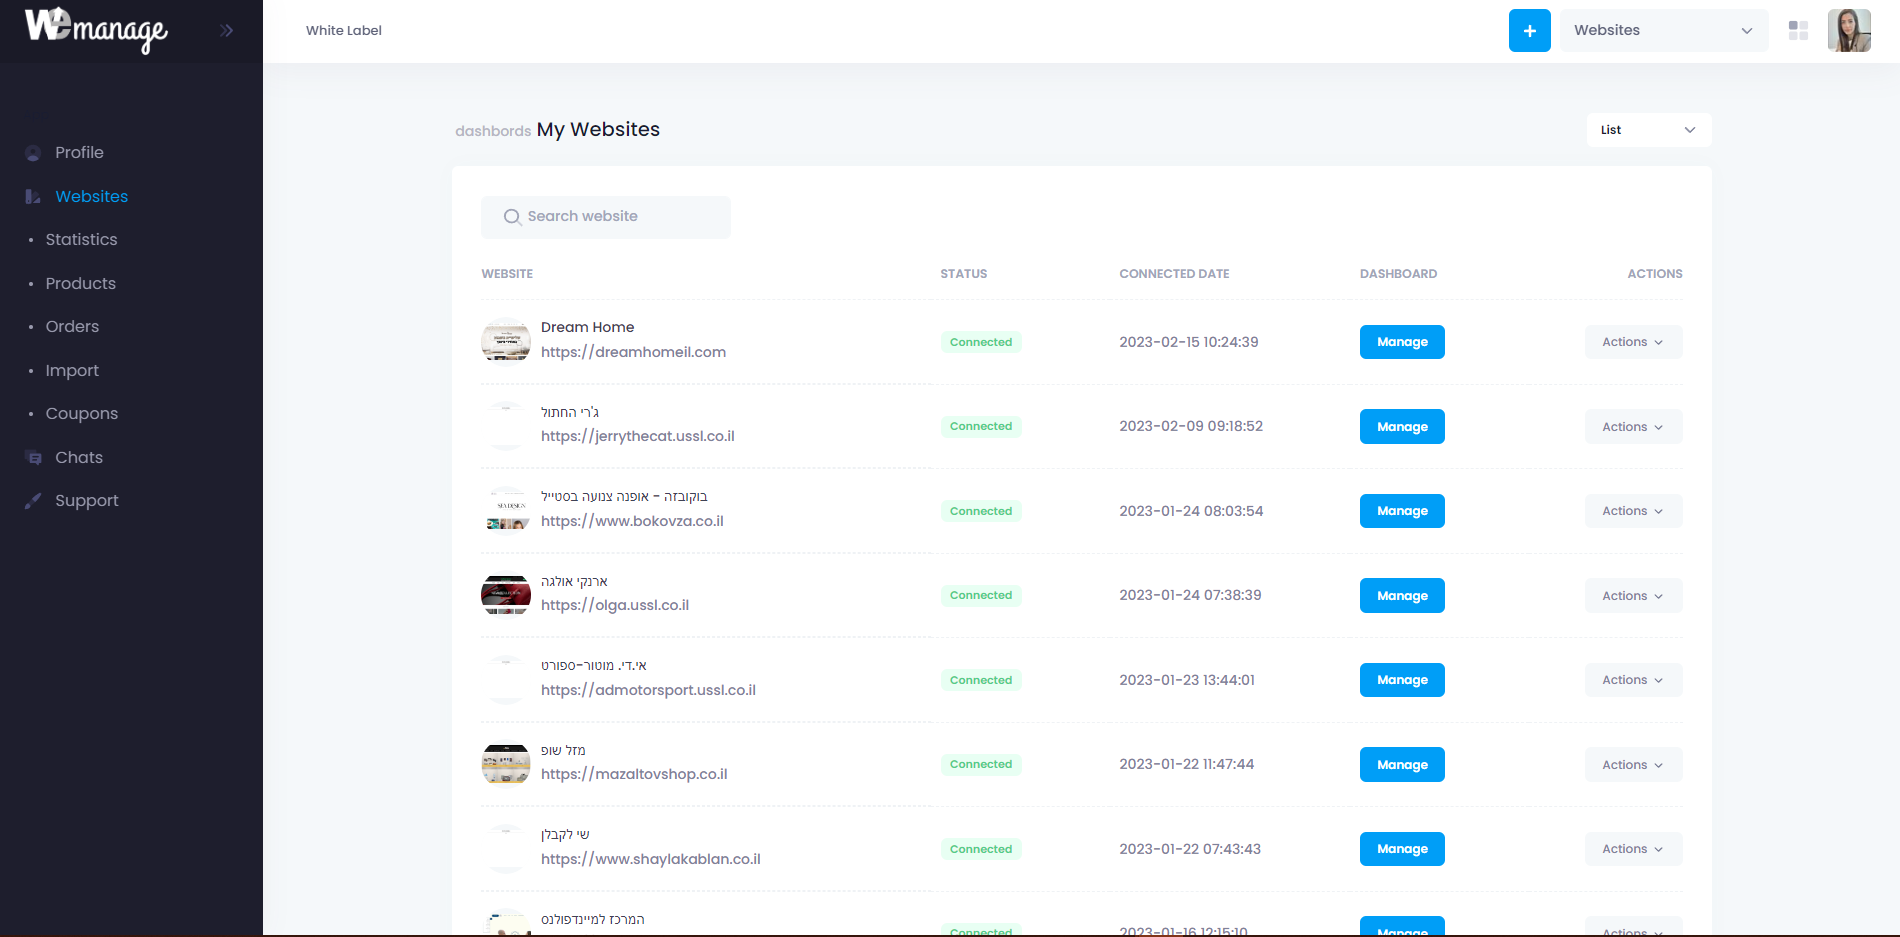 Wemanage
White Label
+
Websites
dashbords My Websites
List
Profile
Websites
• Statistics
• Products
• Orders
• Import
• Coupons
Chats
Support
Search website
WEBSITE STATUS CONNECTED DATE DASHBOARD ACTIONS
Dream Home
https://dreamhomeil.com Connected 2023-02-15 10:24:39 Manage Actions
ג'רי החתול
https://jerrythecat.ussl.co.il Connected 2023-02-09 09:18:52 Manage Actions
בוקובזה - אופנה צנועה בסטייל
https://www.bokovza.co.il Connected 2023-01-24 08:03:54 Manage Actions
ארנקי אולגה
https://olga.ussl.co.il Connected 2023-01-24 07:38:39 Manage Actions
אי.די. מוטור-ספורט
https://admotorsport.ussl.co.il Connected 2023-01-23 13:44:01 Manage Actions
מזל שופ
https://mazaltovshop.co.il Connected 2023-01-22 11:47:44 Manage Actions
שי לקבלן
https://www.shaylakablan.co.il Connected 2023-01-22 07:43:43 Manage Actions
המרכז למיינדפולנס
Connected 2023-01-16 12:15:10 Manage Actions